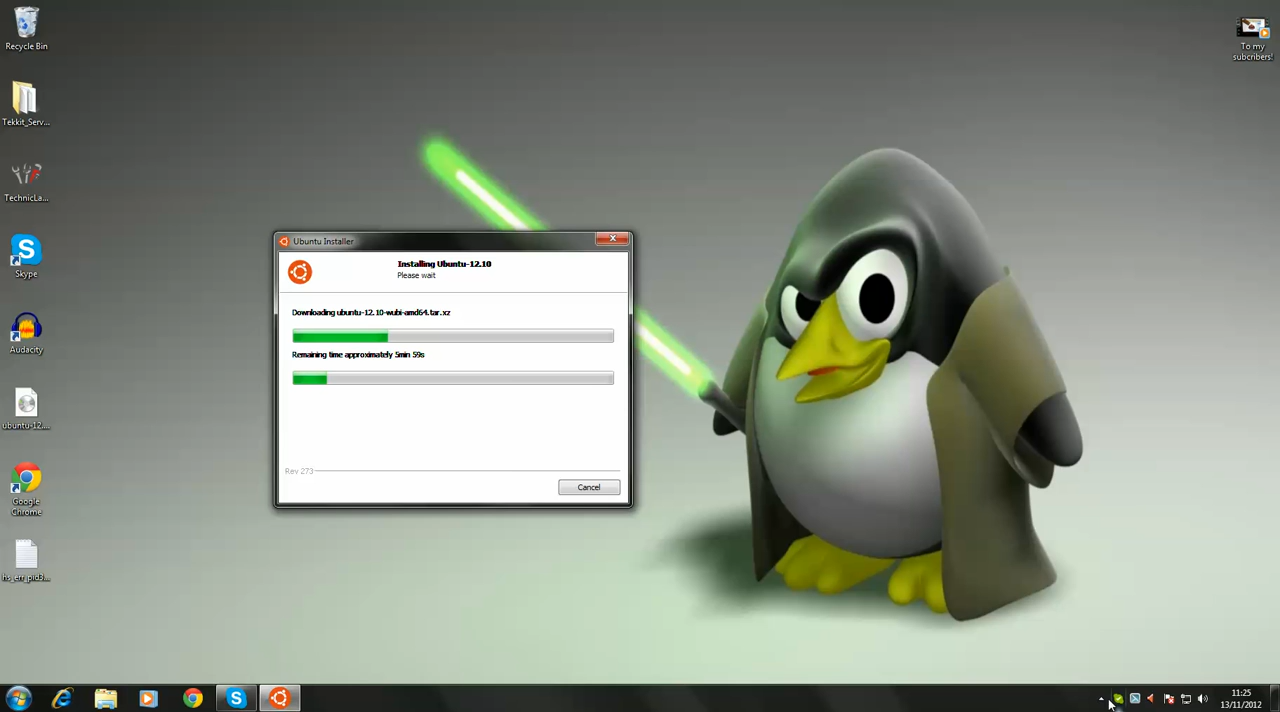 Recycle Bin
To my
subcribers!
Tekkit_Serv...
TechnicLa...
Skype
Audacity
ubuntu-12....
Google
Chrome
hs_err_pid3...
Ubuntu Installer
Installing Ubuntu-12.10
Please wait
Downloading ubuntu-12.10-wubi-amd64.tar.xz
Remaining time approximately 5min 59s
Rev 273
Cancel
11:25
13/11/2012